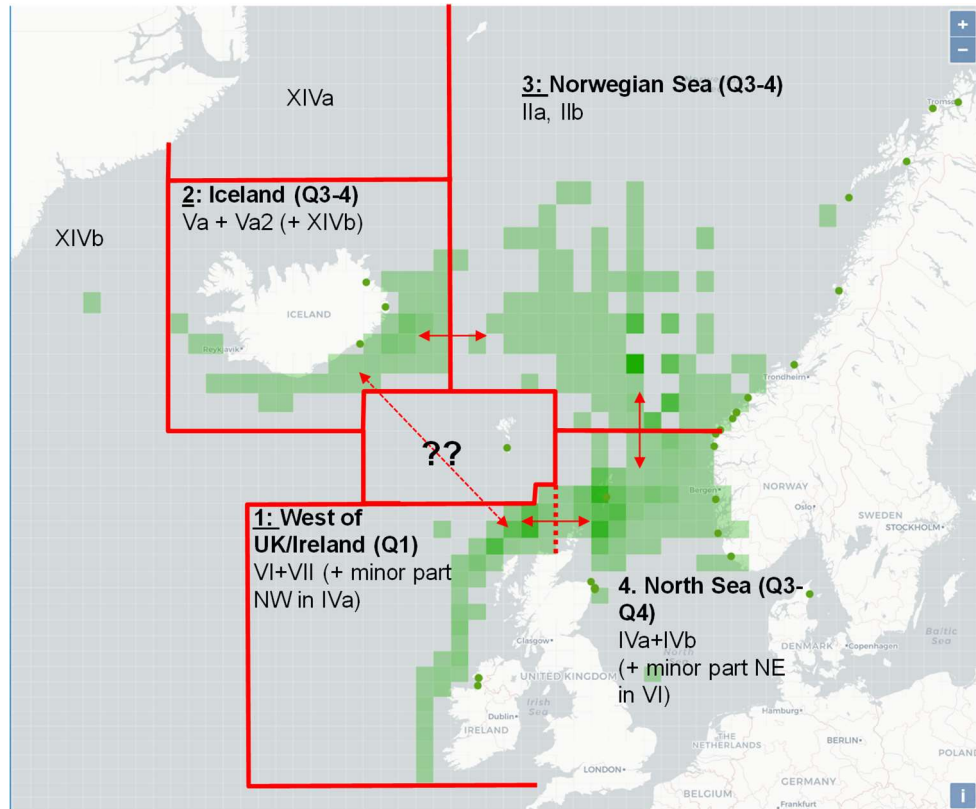 +
−
XIVa
3: Norwegian Sea (Q3-4)
IIa, IIb
Tromsø
2: Iceland (Q3-4)
Va + Va2 (+ XIVb)
XIVb
ICELAND
Reykjavik
Trondheim
??
Bergen
NORWAY
Oslo
SWEDEN
STOCKHOLM
1: West of
UK/Ireland (Q1)
VI+VII (+ minor part
NW in IVa)
4. North Sea (Q3-
Q4)
IVa+IVb
(+ minor part NE
in VI)
North
Sea
Baltic
Sea
DENMARK
Copenhagen
Glasgow
UNITED KINGDOM
Irish
Sea
Dublin
IRELAND
Hamburg
THE
NETHERLANDS
BERLIN
POLAND
LONDON
BELGIUM
GERMANY
Frankfurt
i